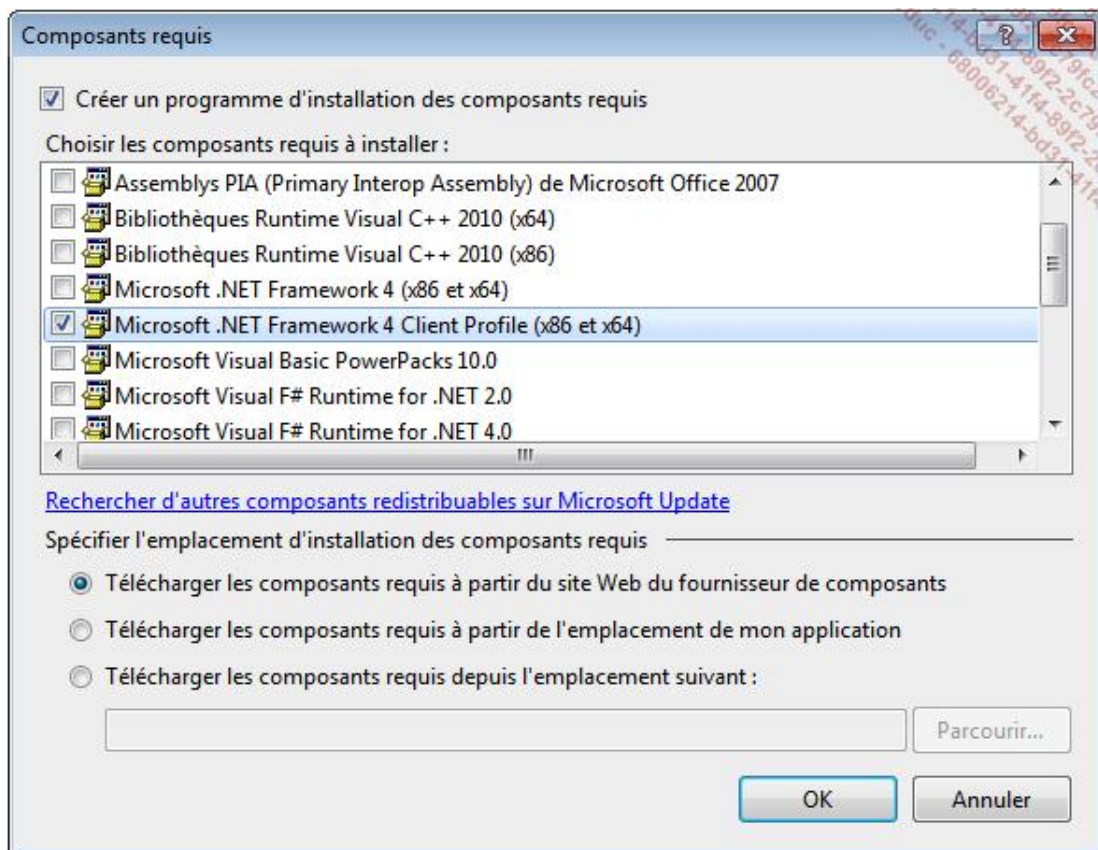 Composants requis
Créer un programme d'installation des composants requis
Choisir les composants requis à installer :
Assemblys PIA (Primary Interop Assembly) de Microsoft Office 2007
Bibliothèques Runtime Visual C++ 2010 (x64)
Bibliothèques Runtime Visual C++ 2010 (x86)
Microsoft .NET Framework 4 (x86 et x64)
Microsoft .NET Framework 4 Client Profile (x86 et x64)
Microsoft Visual Basic PowerPacks 10.0
Microsoft Visual F# Runtime for .NET 2.0
Microsoft Visual F# Runtime for .NET 4.0
Rechercher d'autres composants redistribuables sur Microsoft Update
Spécifier l'emplacement d'installation des composants requis
Télécharger les composants requis à partir du site Web du fournisseur de composants
Télécharger les composants requis à partir de l'emplacement de mon application
Télécharger les composants requis depuis l'emplacement suivant :
Parcourir...
OK
Annuler